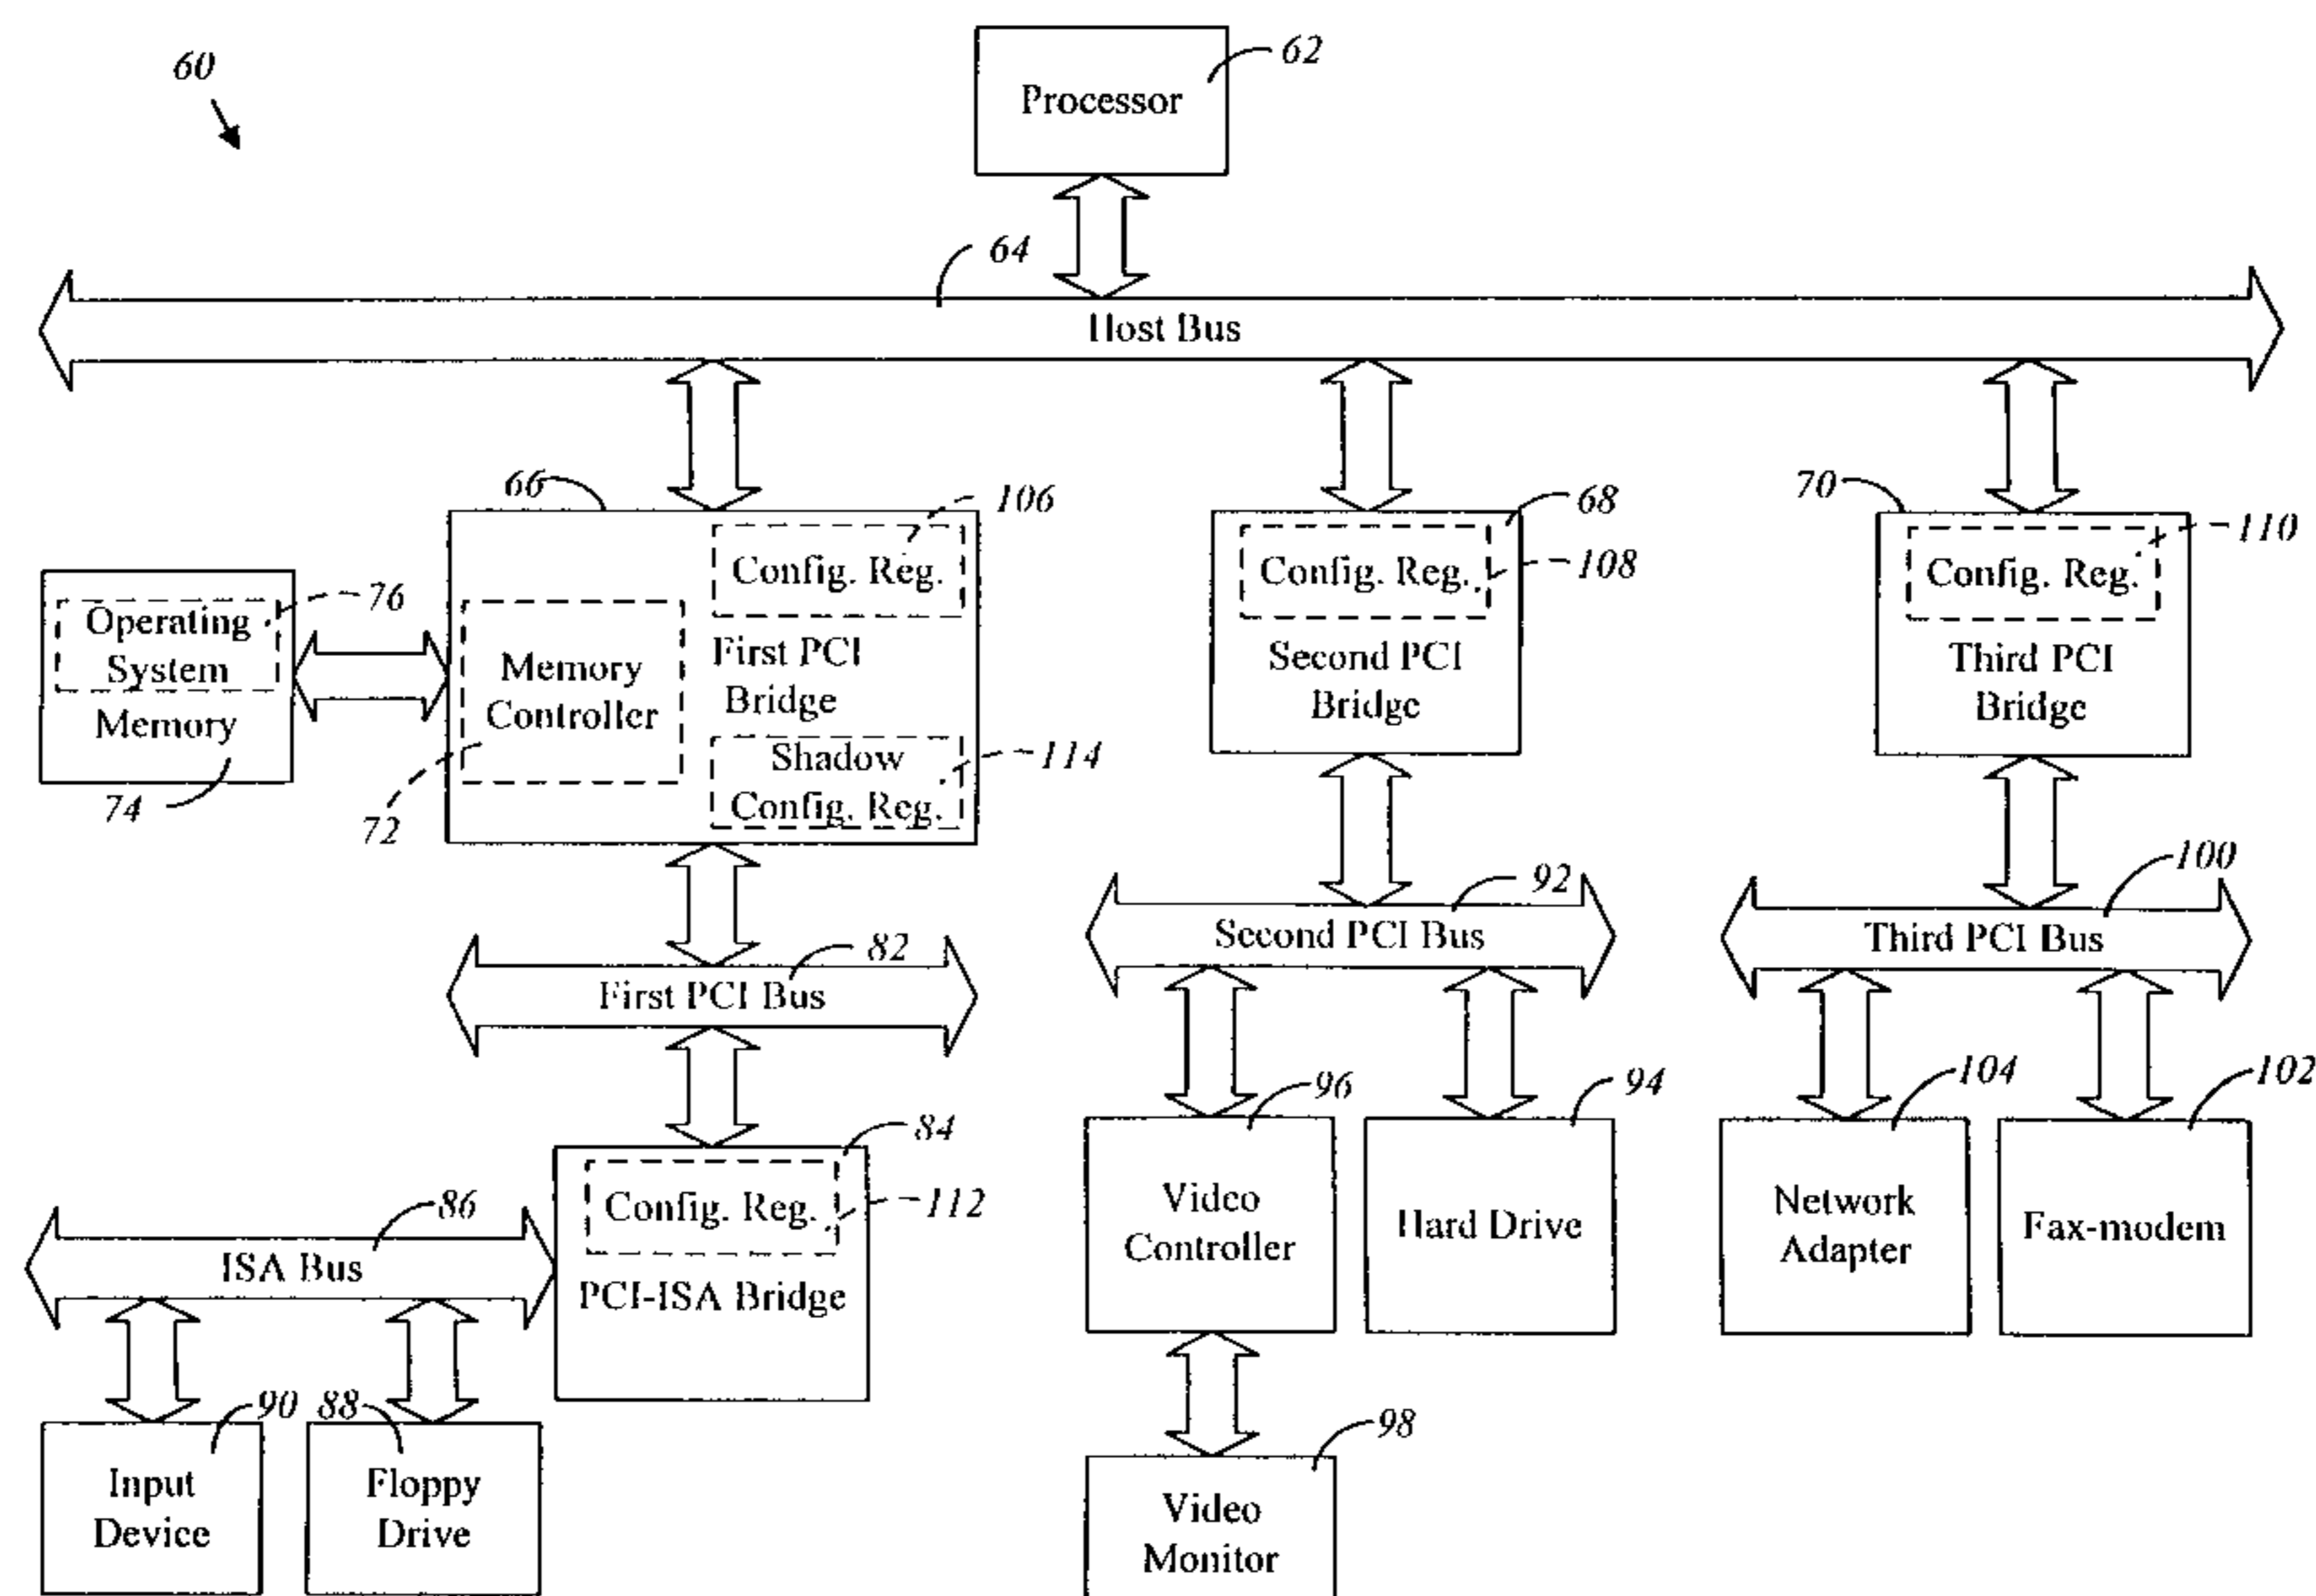 60
Processor
62
64
Host Bus
66
106
Config. Reg.
First PCI
Bridge
Memory
Controller
72
Shadow
Config. Reg.
114
Operating
System
76
Memory
74
68
Config. Reg.
108
Second PCI
Bridge
70
Config. Reg.
110
Third PCI
Bridge
82
First PCI Bus
92
Second PCI Bus
100
Third PCI Bus
84
Config. Reg.
112
PCI-ISA Bridge
86
ISA Bus
96
Video
Controller
94
Hard Drive
104
Network
Adapter
102
Fax-modem
90
Input
Device
88
Floppy
Drive
98
Video
Monitor